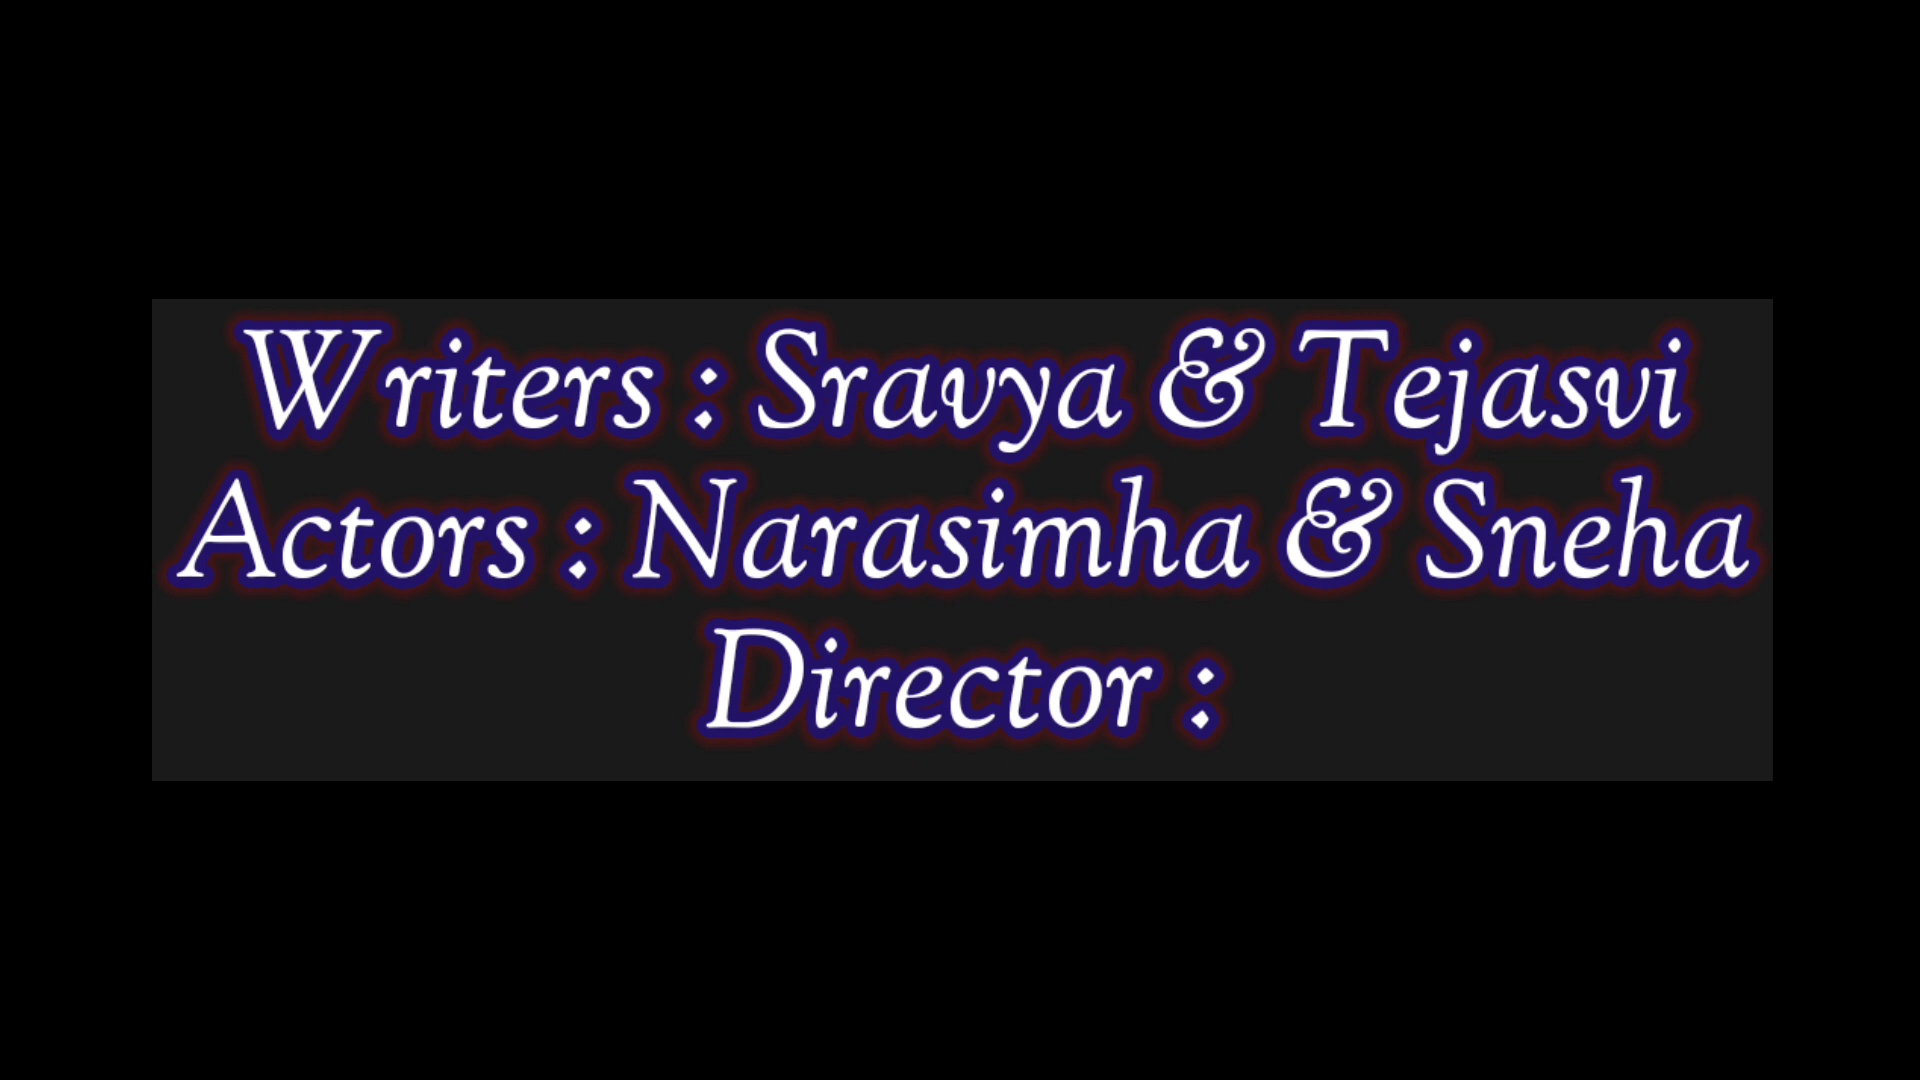 Writers : Sravya & Tejasvi
Actors : Narasimha & Sneha
Director :